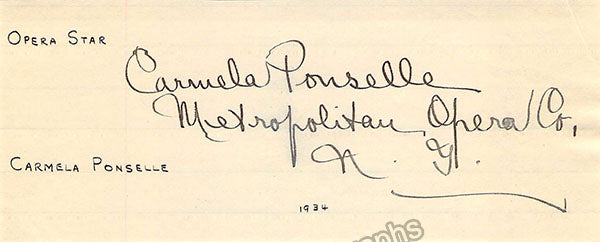 OPERA STAR
Carmela Ponselle
Metropolitan Opera Co,
N. Y.
CARMELA PONSELLE
1934